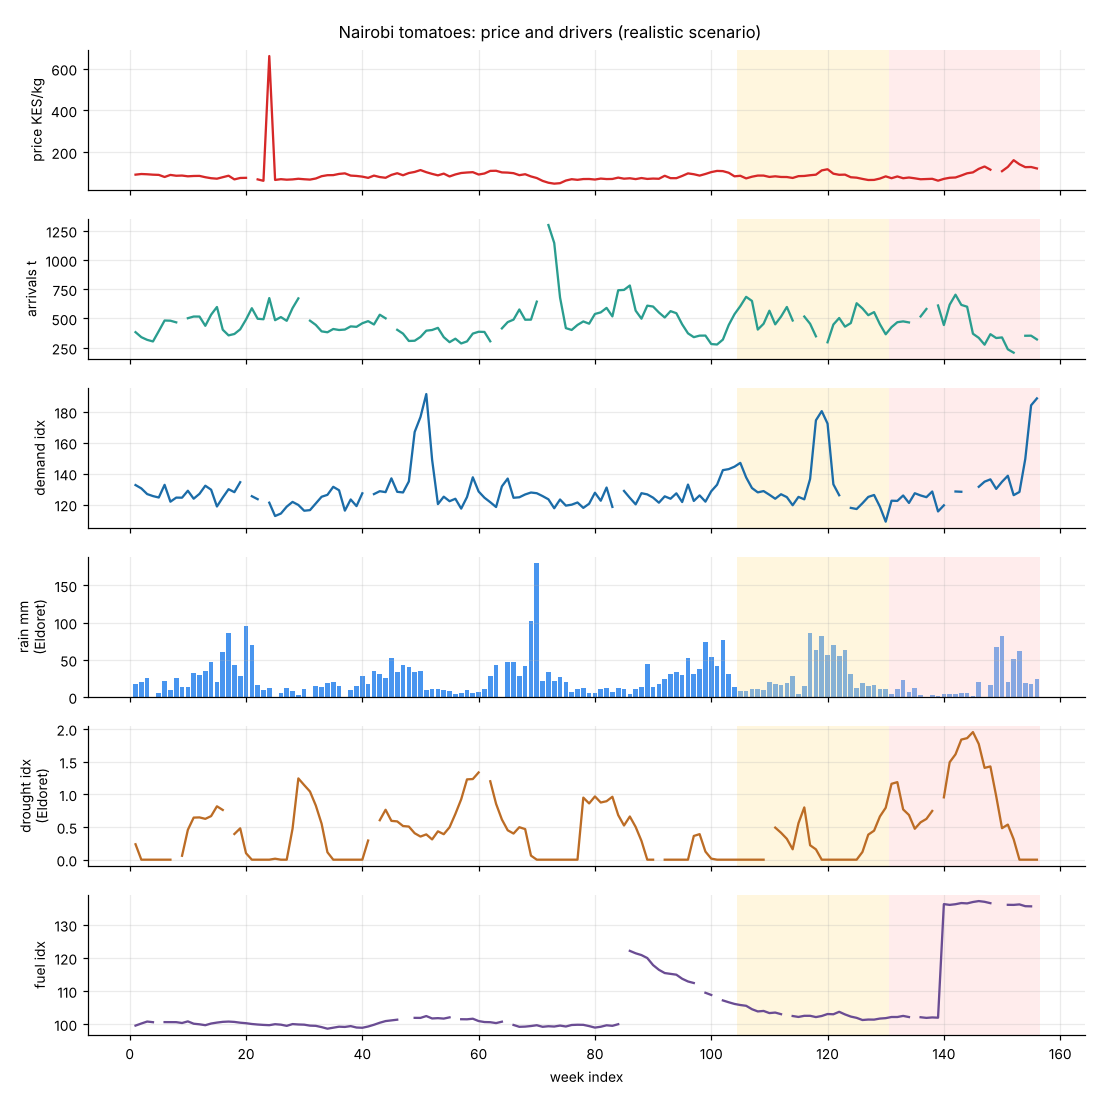 Nairobi tomatoes: price and drivers (realistic scenario)
price KES/kg
600
400
200
arrivals t
1250
1000
750
500
250
demand idx
180
160
140
120
rain mm
(Eldoret)
150
100
50
0
drought idx
(Eldoret)
2.0
1.5
1.0
0.5
0.0
fuel idx
130
120
110
100
0 20 40 60 80 100 120 140 160
week index